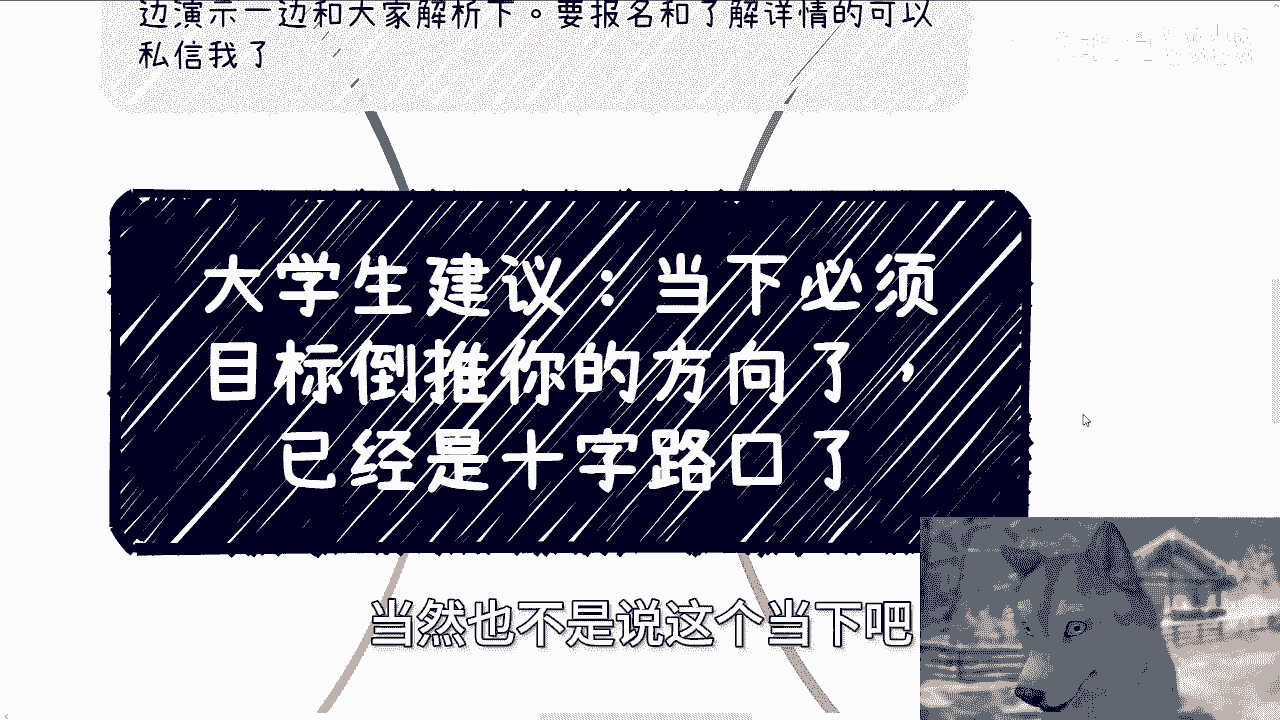 边演示一边和大家解析下。要报名和了解详情的可以
私信我了
大学生建议：当下必须
目标倒推你的方向了，
已经是十字路口了
当然也不是说这个当下吧